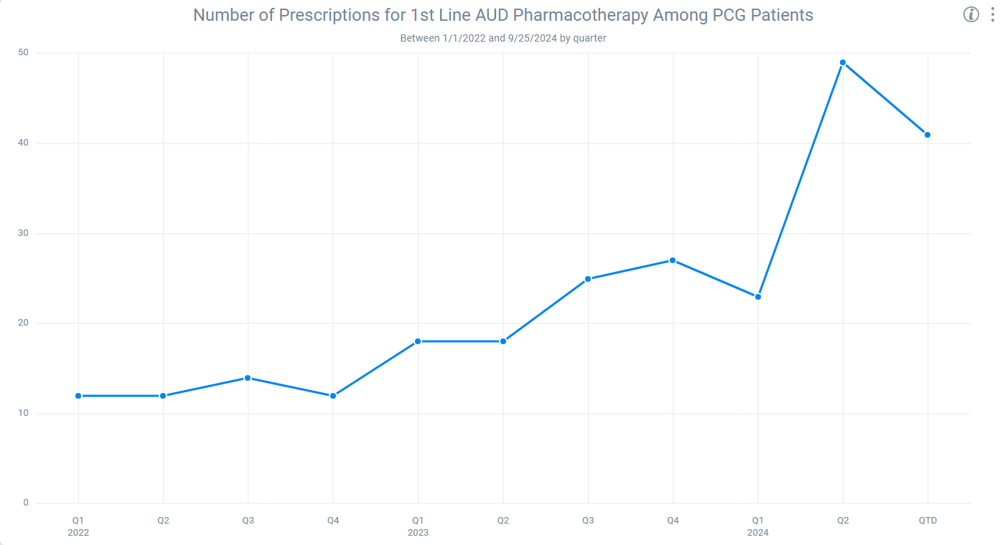 Number of Prescriptions for 1st Line AUD Pharmacotherapy Among PCG Patients
i
Between 1/1/2022 and 9/25/2024 by quarter
50
40
30
20
10
0
Q1 Q2 Q3 Q4 Q1 Q2 Q3 Q4 Q1 Q2 QTD
2022 2023 2024